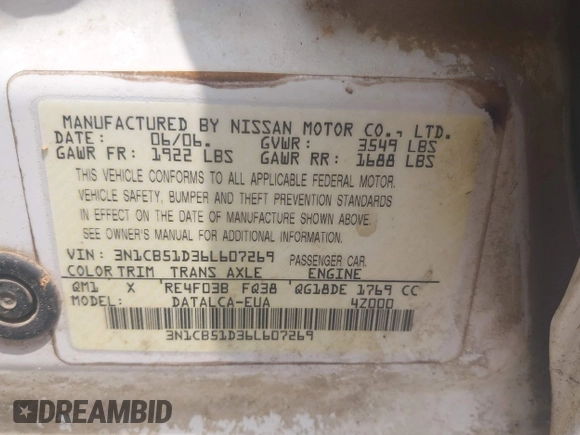 MANUFACTURED BY NISSAN MOTOR CO., LTD.
DATE: 06/06. GVWR: 3549 LBS
GAWR FR: 1922 LBS GAWR RR: 1688 LBS
THIS VEHICLE CONFORMS TO ALL APPLICABLE FEDERAL MOTOR
VEHICLE SAFETY, BUMPER AND THEFT PREVENTION STANDARDS
IN EFFECT ON THE DATE OF MANUFACTURE SHOWN ABOVE.
SEE OWNER'S MANUAL FOR ADDITIONAL INFORMATION.
VIN: 3N1CB51D36L607269 PASSENGER CAR.
COLOR TRIM TRANS AXLE ENGINE
QM1 X RE4F03B FQ38 QG18DE 1769 CC
MODEL: DATALCA-EUA 4Z000
3N1CB51D36L607269
DREAMBID